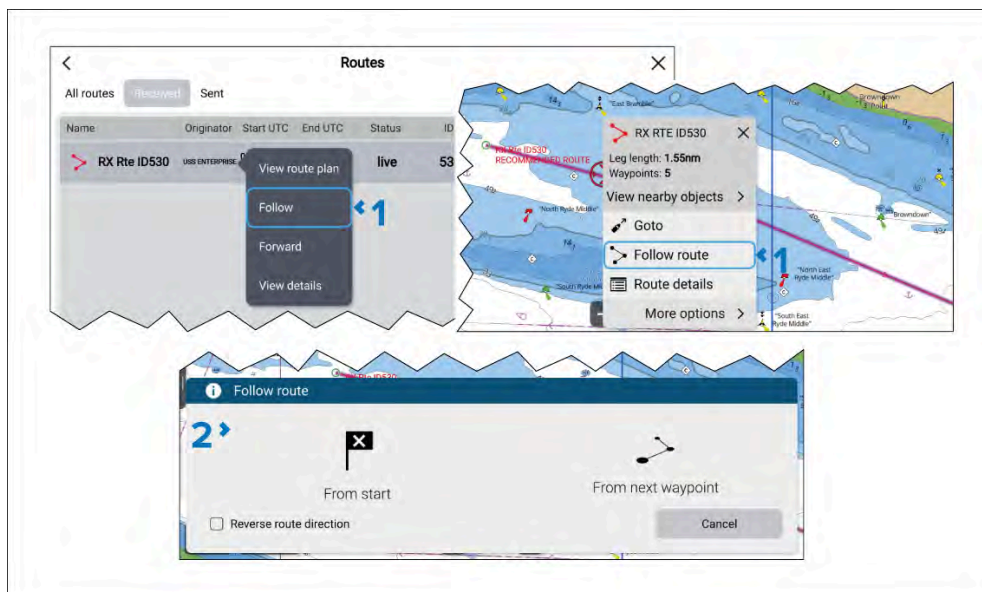 Routes
All routes Received Sent
Name Originator Start UTC End UTC Status ID
RX Rte ID530 USS ENTERPRISE live 53
View route plan
Follow
Forward
View details
1
"East Bramble"
Browndown
RX Rte ID530
RECOMMENDED ROUTE
"North Ryde Middle"
"South Ryde Mi
Browndown"
"North East
Ryde Middle"
"South East
Ryde Middle"
RX RTE ID530
Leg length: 1.55nm
Waypoints: 5
View nearby objects
Goto
Follow route
Route details
More options
1
Rte ID530
Follow route
2
From start
From next waypoint
Reverse route direction
Cancel